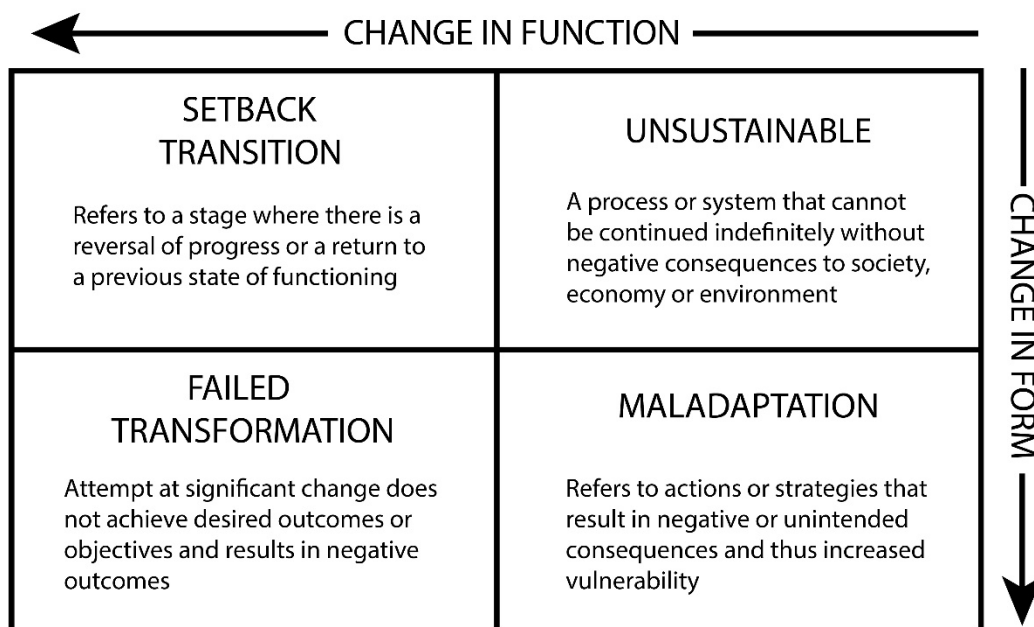 CHANGE IN FUNCTION
SETBACK
TRANSITION
Refers to a stage where there is a
reversal of progress or a return to
a previous state of functioning
UNSUSTAINABLE
A process or system that cannot
be continued indefinitely without
negative consequences to society,
economy or environment
CHANGE IN FORM
FAILED
TRANSFORMATION
Attempt at significant change does
not achieve desired outcomes or
objectives and results in negative
outcomes
MALADAPTATION
Refers to actions or strategies that
result in negative or unintended
consequences and thus increased
vulnerability